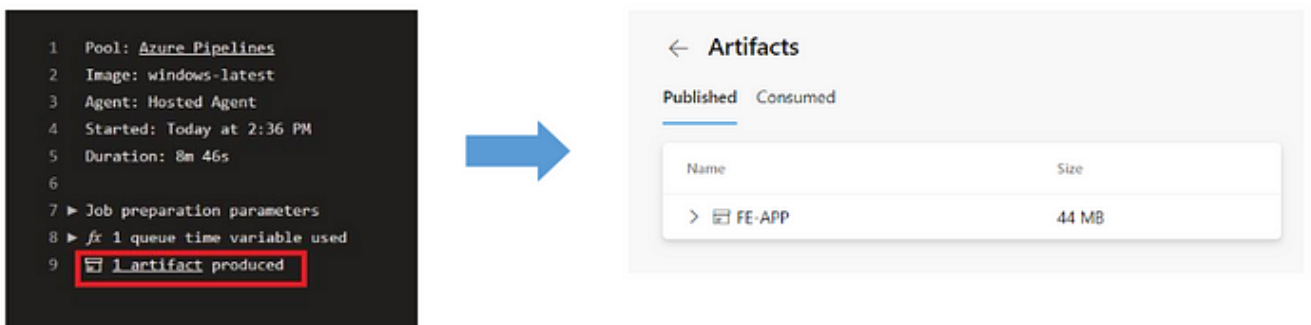 1 Pool: Azure Pipelines
2 Image: windows-latest
3 Agent: Hosted Agent
4 Started: Today at 2:36 PM
5 Duration: 8m 46s
6
7 ▶ Job preparation parameters
8 ▶ fx 1 queue time variable used
9 1 artifact produced
← Artifacts
Published Consumed
Name Size
> FE-APP 44 MB